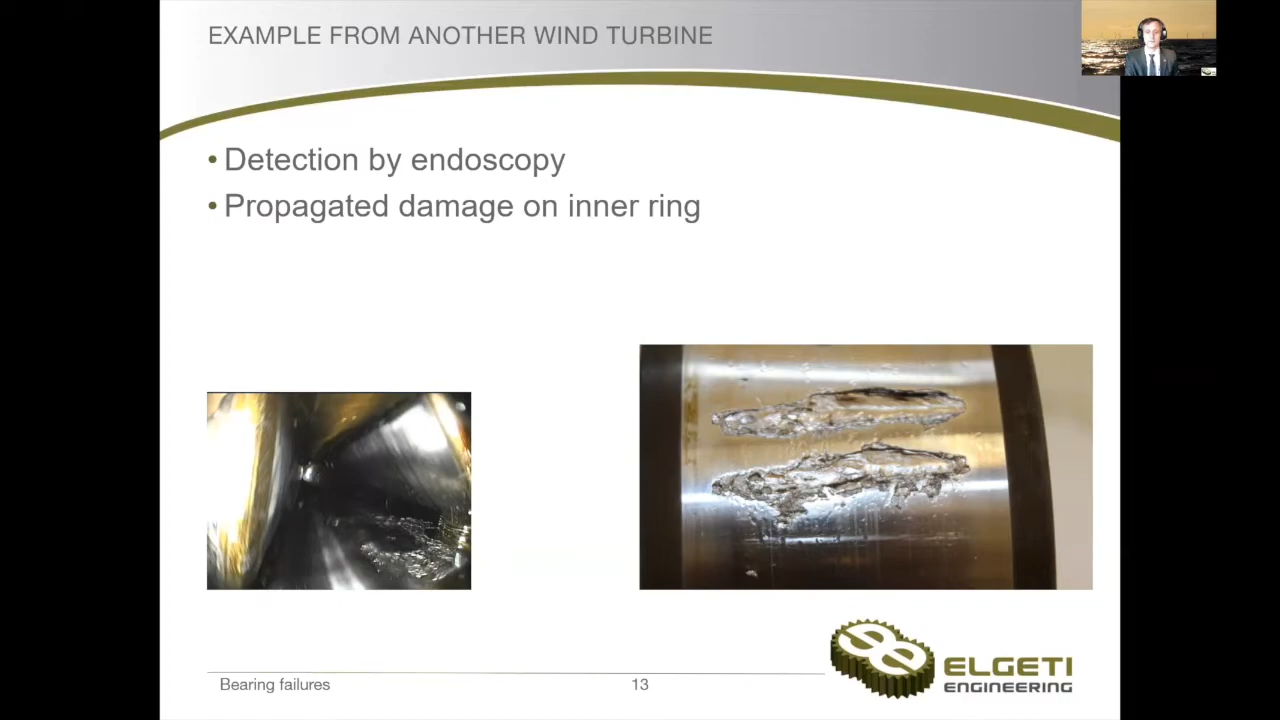 EXAMPLE FROM ANOTHER WIND TURBINE
• Detection by endoscopy
• Propagated damage on inner ring
ELGETI
ENGINEERING
Bearing failures
13